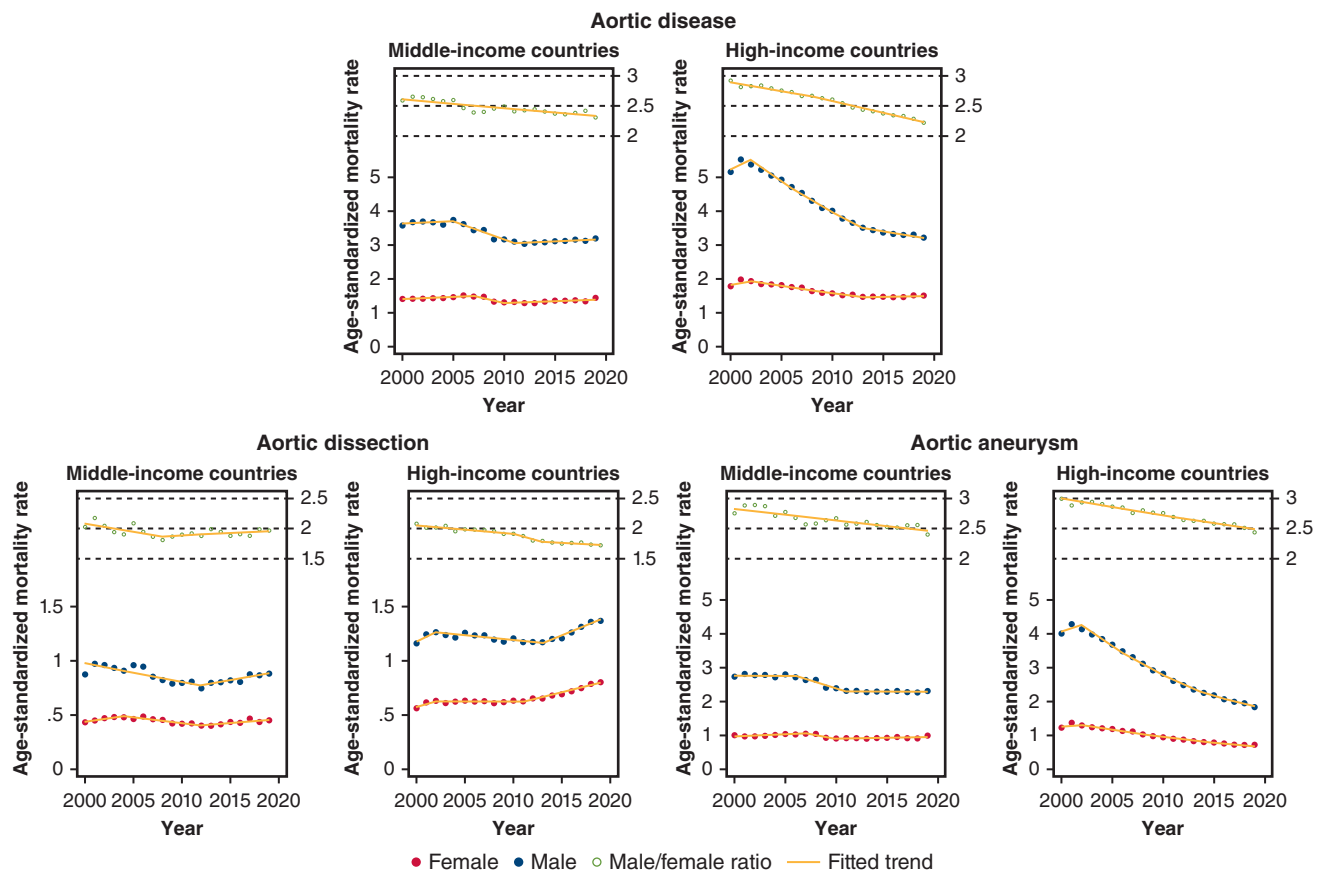 Aortic disease
Middle-income countries
High-income countries
Age-standardized mortality rate
3
2.5
2
5
4
3
2
1
0
2000 2005 2010 2015 2020
Year
Age-standardized mortality rate
3
2.5
2
5
4
3
2
1
0
2000 2005 2010 2015 2020
Year
Aortic dissection
Aortic aneurysm
Middle-income countries
High-income countries
Middle-income countries
High-income countries
Age-standardized mortality rate
2.5
2
1.5
1.5
1
.5
0
2000 2005 2010 2015 2020
Year
Age-standardized mortality rate
2.5
2
1.5
1.5
1
.5
0
2000 2005 2010 2015 2020
Year
Age-standardized mortality rate
3
2.5
2
5
4
3
2
1
0
2000 2005 2010 2015 2020
Year
Age-standardized mortality rate
3
2.5
2
5
4
3
2
1
0
2000 2005 2010 2015 2020
Year
Female Male Male/female ratio Fitted trend